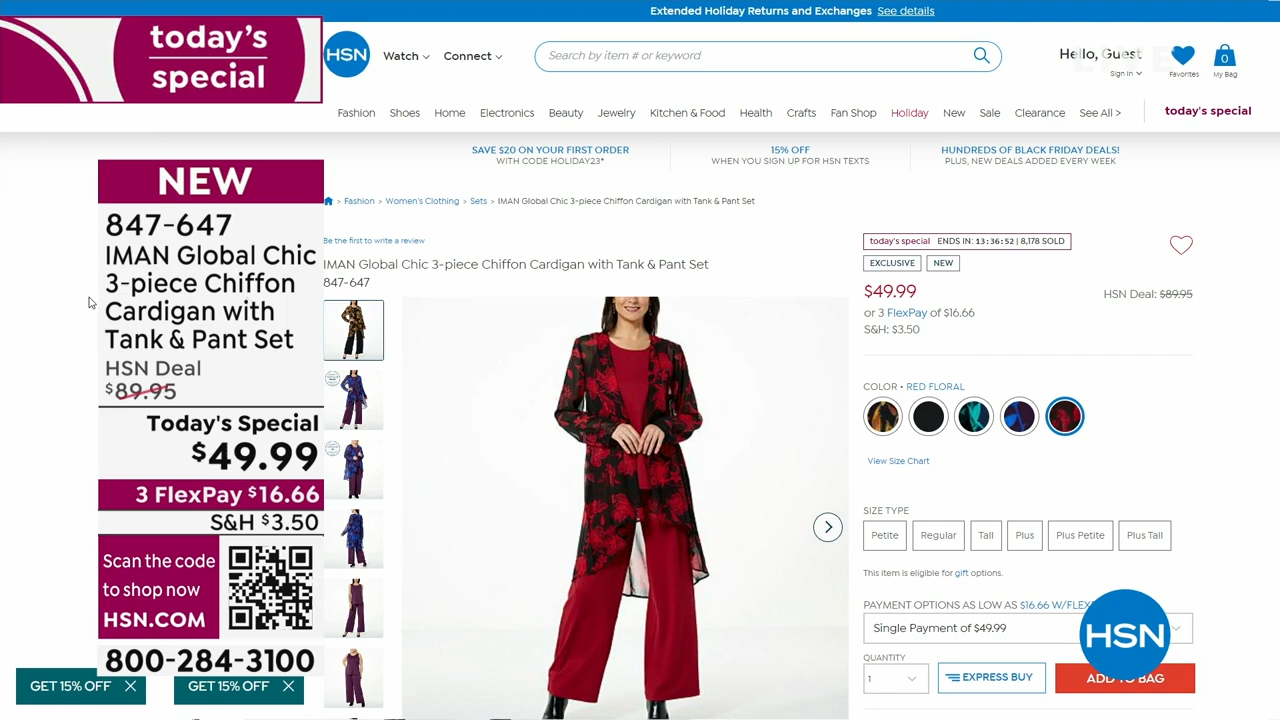 Extended Holiday Returns and Exchanges See details
today's
special
HSN
Watch
Connect
Search by item # or keyword
Hello, Guest
Sign in
Favorites
0
My Bag
Fashion Shoes Home Electronics Beauty Jewelry Kitchen & Food Health Crafts Fan Shop Holiday New Sale Clearance See All > today's special
SAVE $20 ON YOUR FIRST ORDER
WITH CODE HOLIDAY23*
15% OFF
WHEN YOU SIGN UP FOR HSN TEXTS
HUNDREDS OF BLACK FRIDAY DEALS!
PLUS, NEW DEALS ADDED EVERY WEEK
NEW
847-647
IMAN Global Chic
3-piece Chiffon
Cardigan with
Tank & Pant Set
HSN Deal
$89.95
Today's Special
$49.99
3 FlexPay $16.66
S&H $3.50
Scan the code
to shop now
HSN.COM
800-284-3100
GET 15% OFF X
GET 15% OFF X
> Fashion > Women's Clothing > Sets > IMAN Global Chic 3-piece Chiffon Cardigan with Tank & Pant Set
Be the first to write a review
IMAN Global Chic 3-piece Chiffon Cardigan with Tank & Pant Set
847-647
today's special ENDS IN: 13:36:52 | 8,178 SOLD
EXCLUSIVE
NEW
$49.99
HSN Deal: $89.95
or 3 FlexPay of $16.66
S&H: $3.50
COLOR • RED FLORAL
View Size Chart
SIZE TYPE
Petite
Regular
Tall
Plus
Plus Petite
Plus Tall
This item is eligible for gift options.
PAYMENT OPTIONS AS LOW AS $16.66 W/FLEX
Single Payment of $49.99
QUANTITY
1
EXPRESS BUY
ADD TO BAG
HSN